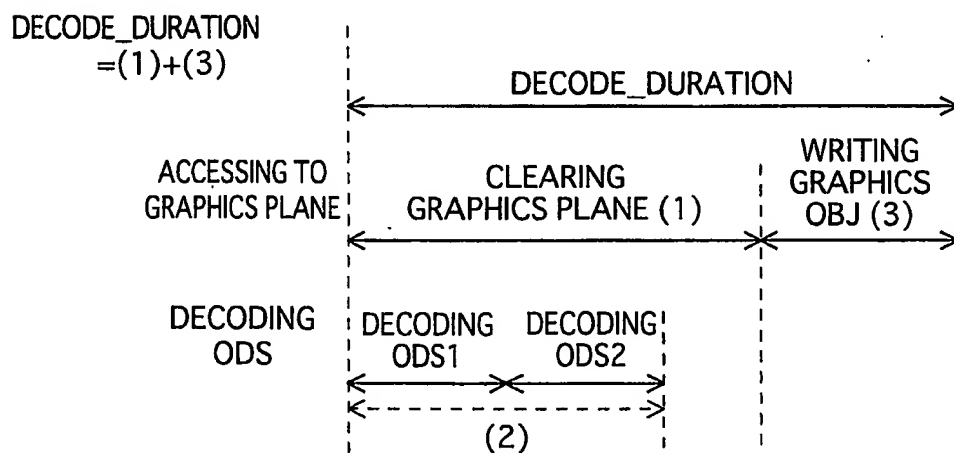 DECODE_DURATION
=(1)+(3)
DECODE_DURATION
ACCESSING TO
GRAPHICS PLANE
CLEARING
GRAPHICS PLANE (1)
WRITING
GRAPHICS
OBJ (3)
DECODING
ODS
DECODING
ODS1
DECODING
ODS2
(2)